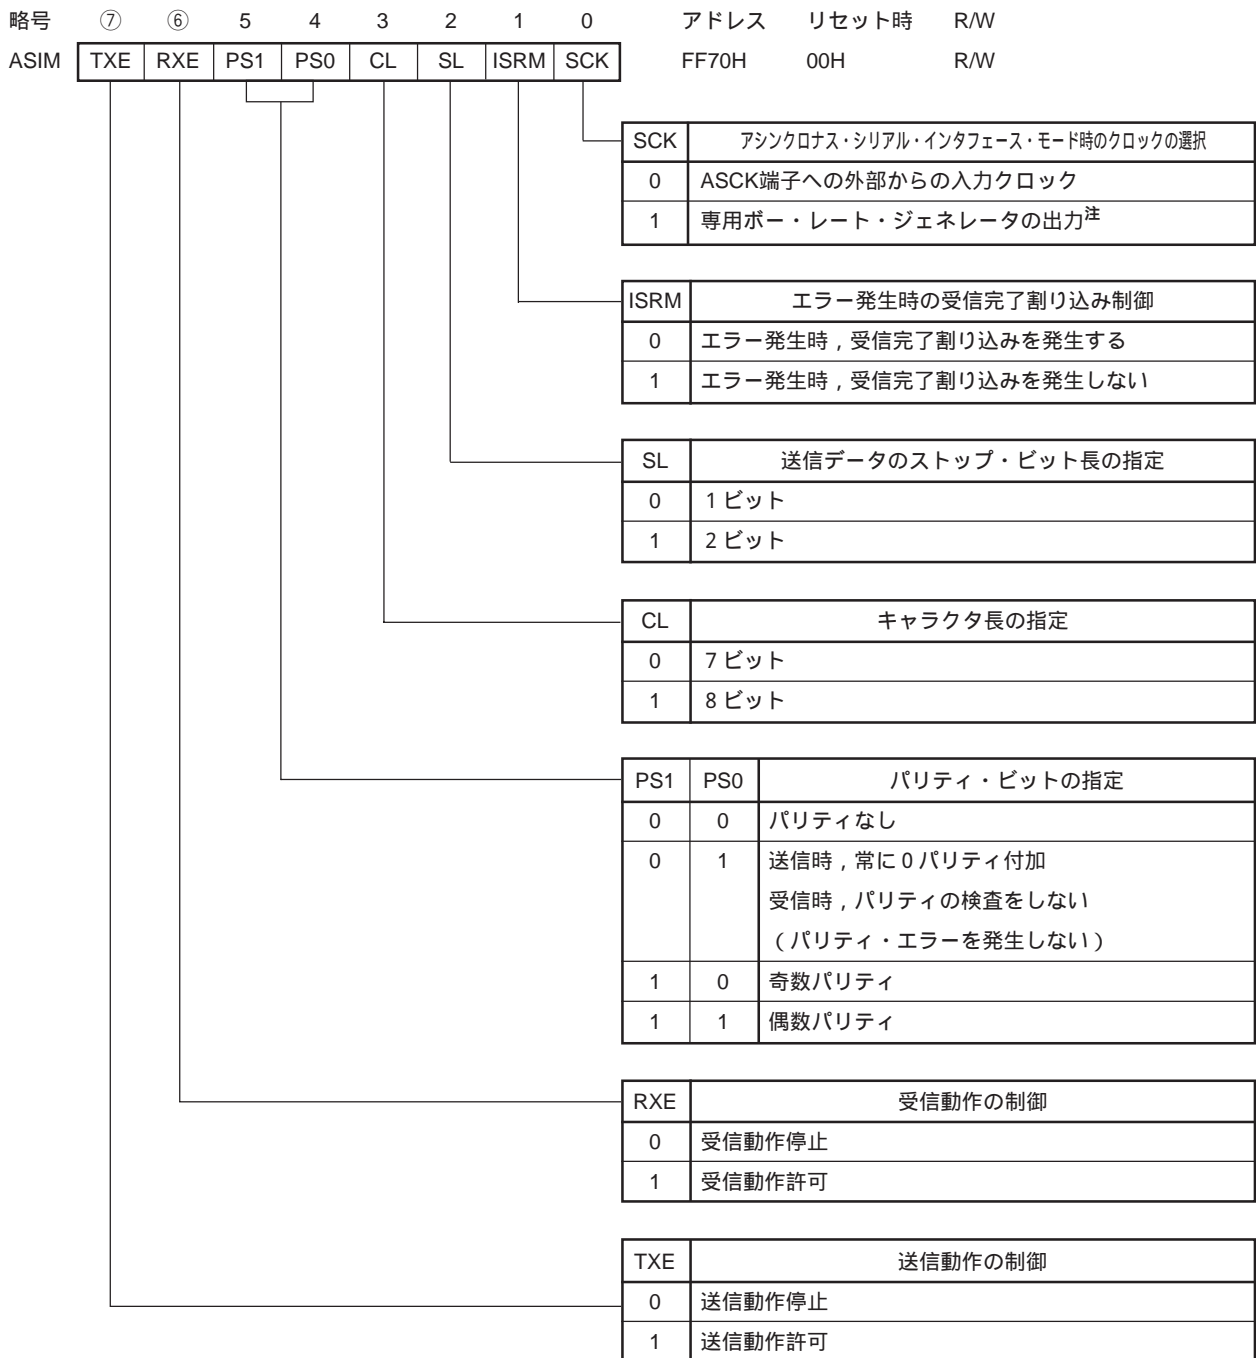 略号 ⑦ ⑥ 5 4 3 2 1 0 アドレス リセット時 R/W
ASIM TXE RXE PS1 PS0 CL SL ISRM SCK FF70H 00H R/W
SCK アシンクロナス・シリアル・インタフェース・モード時のクロックの選択
0 ASCK端子への外部からの入力クロック
1 専用ボー・レート・ジェネレータの出力注
ISRM エラー発生時の受信完了割り込み制御
0 エラー発生時，受信完了割り込みを発生する
1 エラー発生時，受信完了割り込みを発生しない
SL 送信データのストップ・ビット長の指定
0 1ビット
1 2ビット
CL キャラクタ長の指定
0 7ビット
1 8ビット
PS1 PS0 パリティ・ビットの指定
0 0 パリティなし
0 1 送信時，常に0パリティ付加
受信時，パリティの検査をしない
（パリティ・エラーを発生しない）
1 0 奇数パリティ
1 1 偶数パリティ
RXE 受信動作の制御
0 受信動作停止
1 受信動作許可
TXE 送信動作の制御
0 送信動作停止
1 送信動作許可